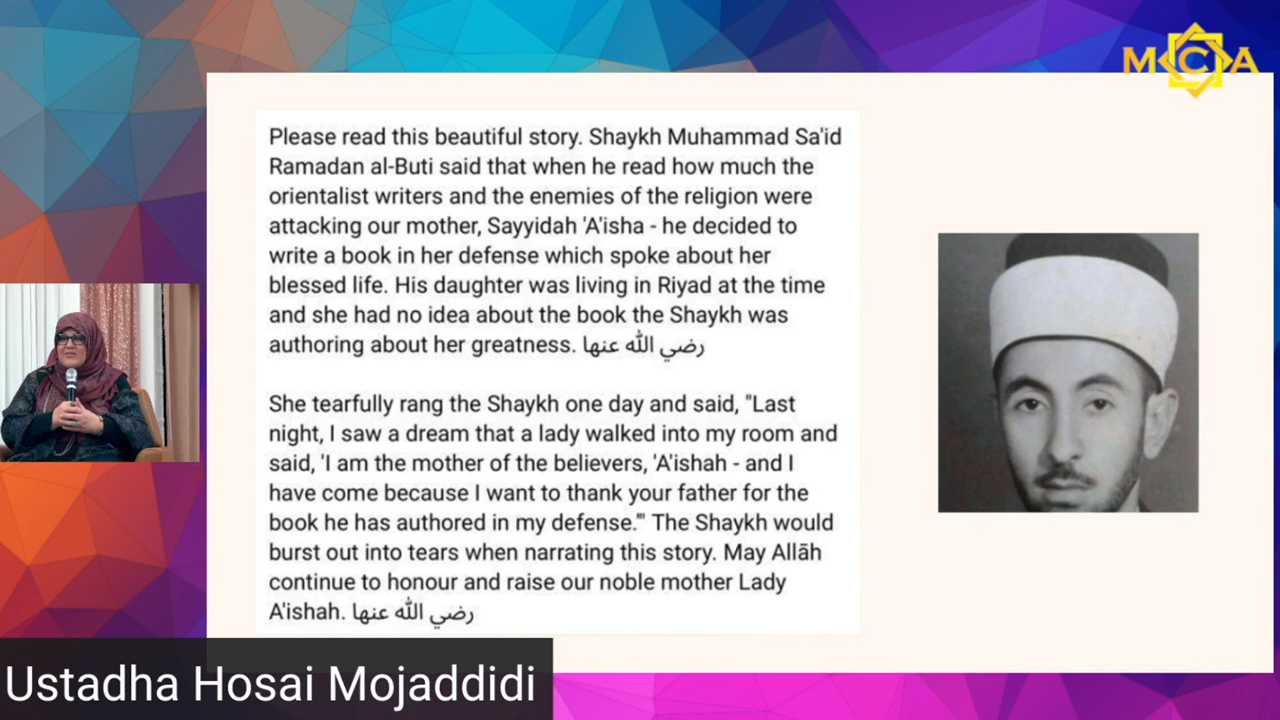 MCA
Please read this beautiful story. Shaykh Muhammad Sa'id
Ramadan al-Buti said that when he read how much the
orientalist writers and the enemies of the religion were
attacking our mother, Sayyidah 'A'isha - he decided to
write a book in her defense which spoke about her
blessed life. His daughter was living in Riyad at the time
and she had no idea about the book the Shaykh was
authoring about her greatness. رضي الله عنها
She tearfully rang the Shaykh one day and said, "Last
night, I saw a dream that a lady walked into my room and
said, 'I am the mother of the believers, 'A'ishah - and I
have come because I want to thank your father for the
book he has authored in my defense.'" The Shaykh would
burst out into tears when narrating this story. May Allāh
continue to honour and raise our noble mother Lady
A'ishah. رضي الله عنها
Ustadha Hosai Mojaddidi